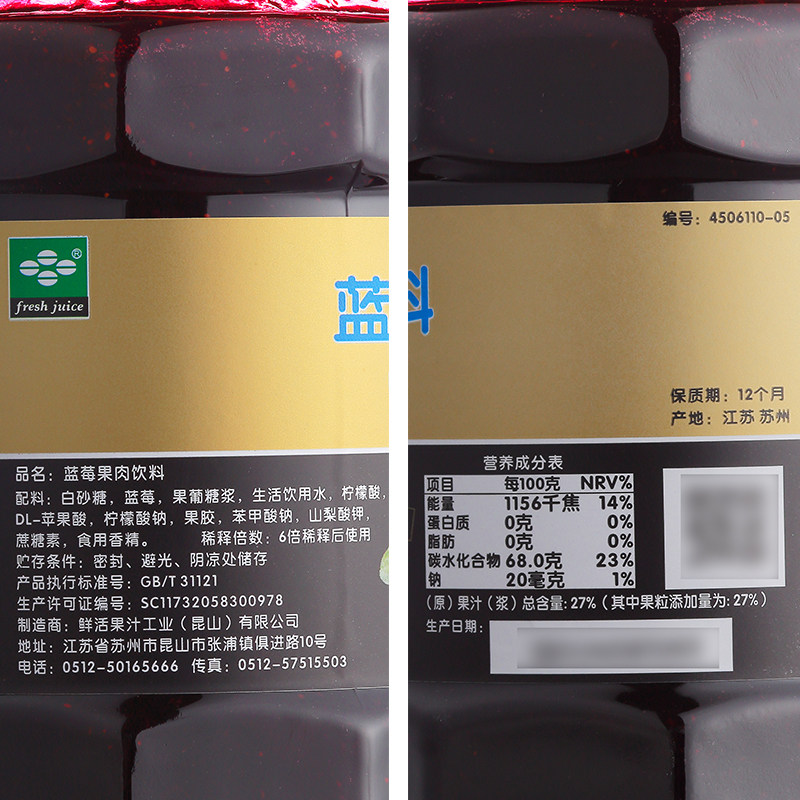 fresh juice
®
蓝
品名：蓝莓果肉饮料
配料：白砂糖，蓝莓，果葡糖浆，生活饮用水，柠檬酸，
DL-苹果酸，柠檬酸钠，果胶，苯甲酸钠，山梨酸钾，
蔗糖素，食用香精。 稀释倍数：6倍稀释后使用
贮存条件：密封、避光、阴凉处储存
产品执行标准号：GB/T 31121
生产许可证编号：SC11732058300978
制造商：鲜活果汁工业（昆山）有限公司
地址：江苏省苏州市昆山市张浦镇俱进路10号
电话：0512-50165666 传真：0512-57515503
编号：4506110-05
料
保质期：12个月
产地：江苏 苏州
营养成分表
项目 每100克 NRV%
能量 1156千焦 14%
蛋白质 0克 0%
脂肪 0克 0%
碳水化合物 68.0克 23%
钠 20毫克 1%
（原）果汁（浆）总含量：27%（其中果粒添加量为：27%）
生产日期：